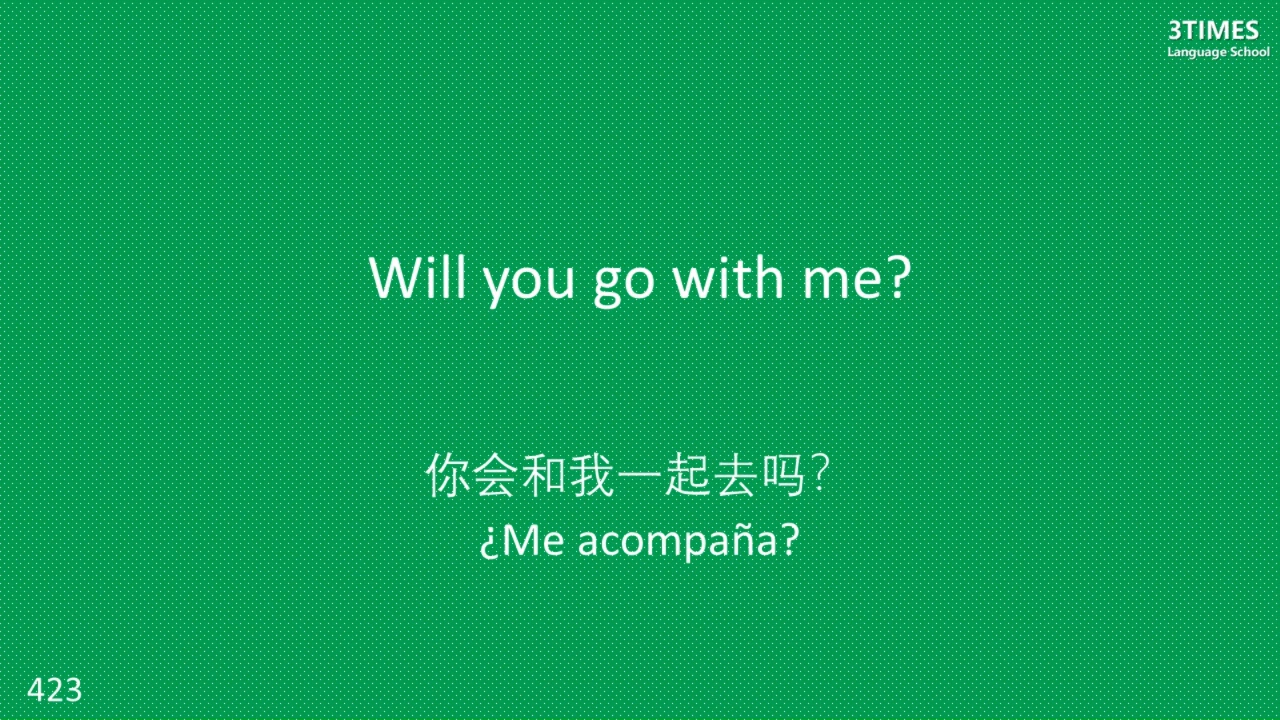 3TIMES
Language School
Will you go with me?
你会和我一起去吗?
¿Me acompaña?
423